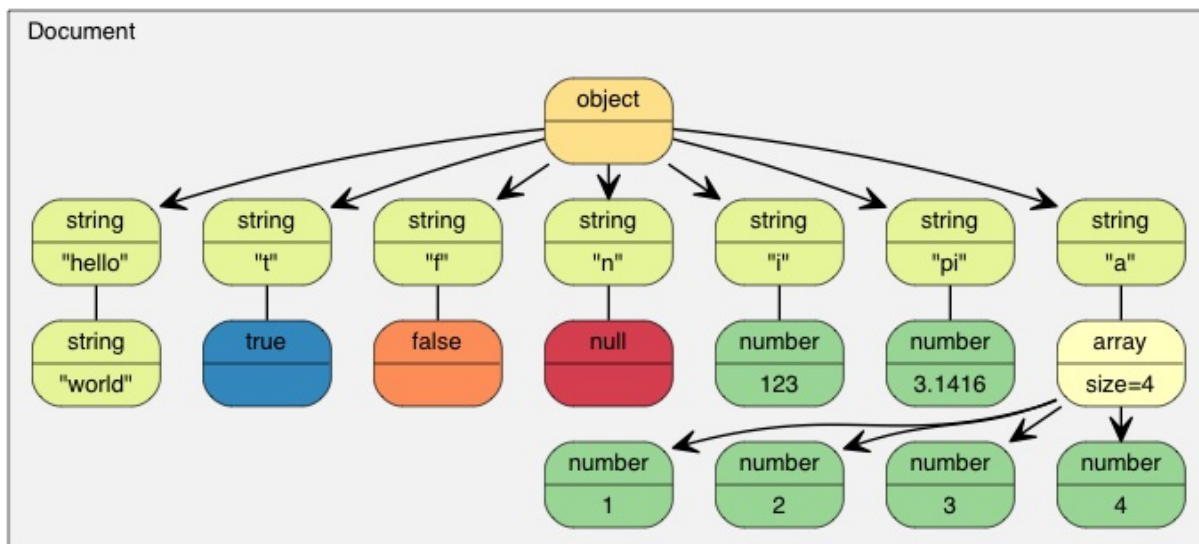 Document
object
string string string string string string string
"hello" "t" "f" "n" "i" "pi" "a"
string true false null number number array
"world" 123 3.1416 size=4
number number number number
1 2 3 4